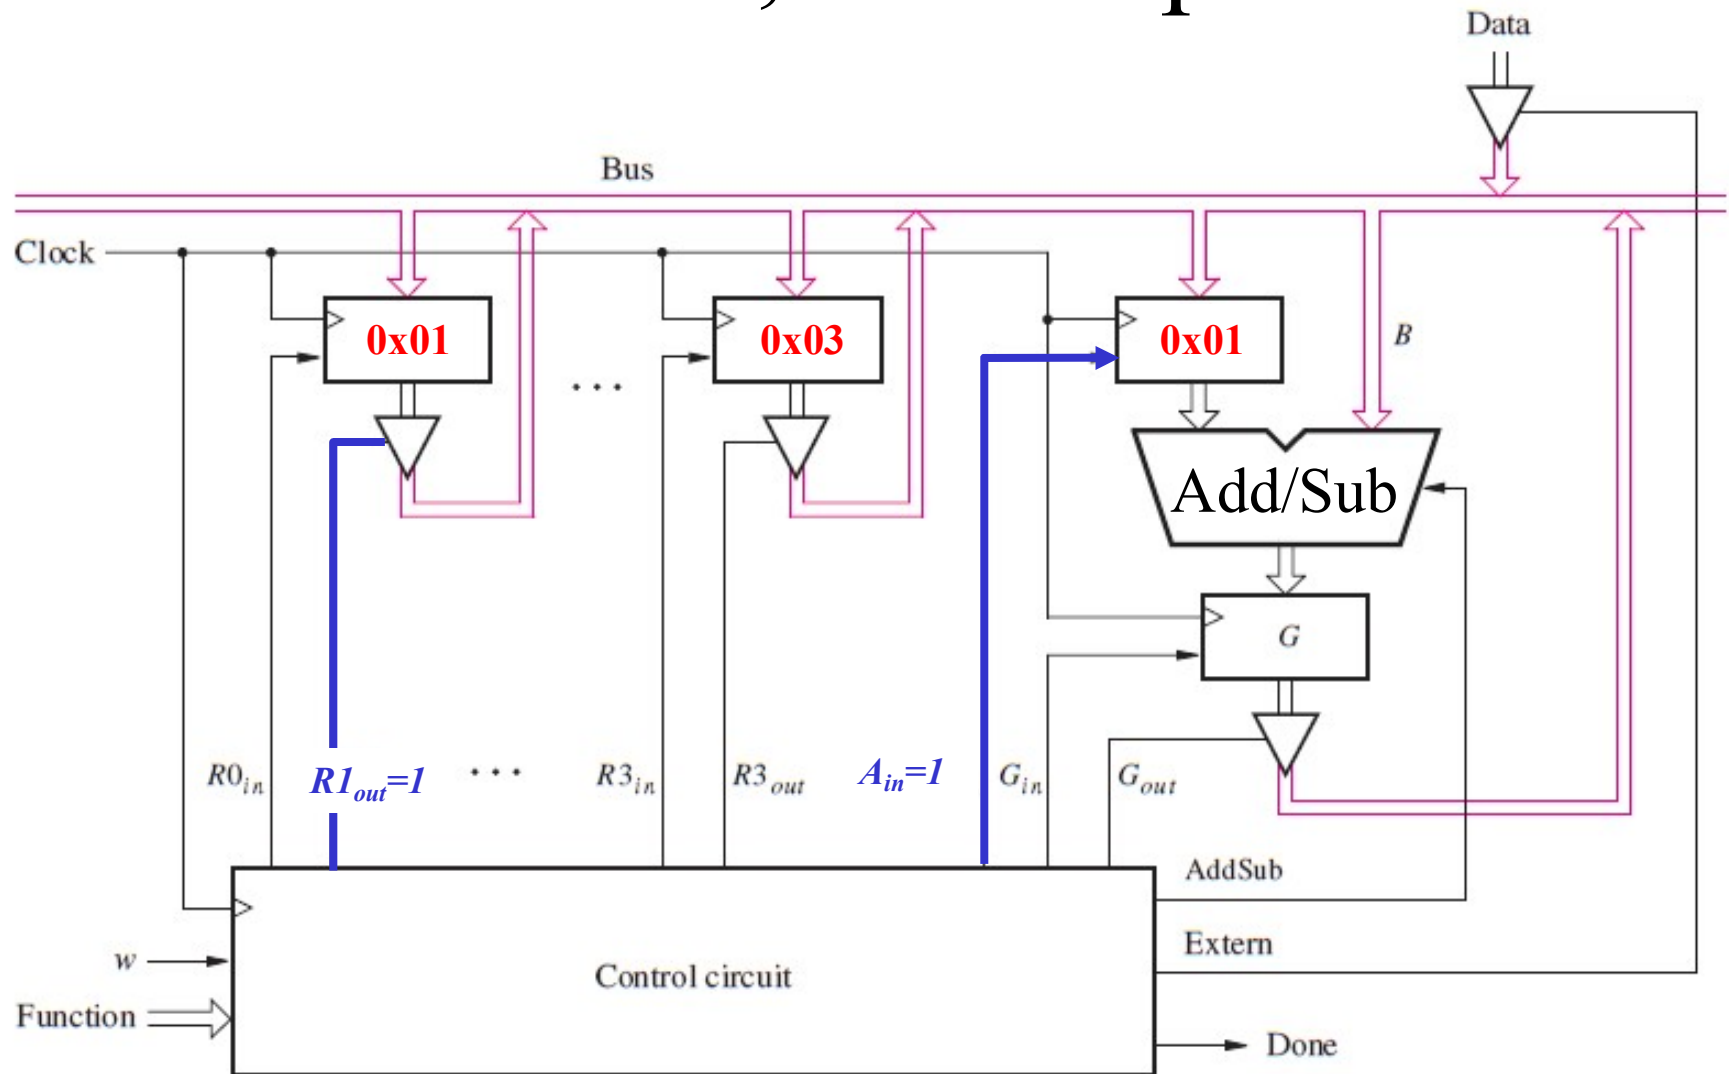 Data
Bus
Clock
0x01
0x03
0x01
B
...
Add/Sub
G
R0in
R1out=1
...
R3in
R3out
Ain=1
Gin
Gout
AddSub
Extern
w
Control circuit
Function
Done